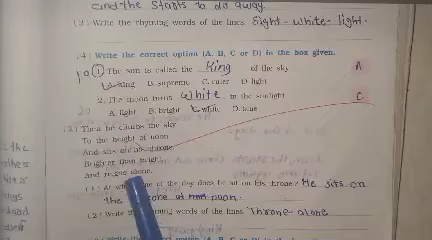 and the starts to do away.
(3) Write the rhyming words of the lines. Sight - white - light.
(4) Write the correct option (A, B, C or D) in the box given.
1 The sun is called the King of the sky A
A. king B. supreme C. ruler D. light
2. The moon turns white in the sunlight C
A. light B. bright C. white D. blue
(2) Then he climbs the sky
To the height of noon
And sits on his throne
Brighter than bright
And reigns alone.
(1) At what time of the day does he sit on his throne? He sits on
the throne at noon.
(2) Write the rhyming words of the lines. Throne - alone